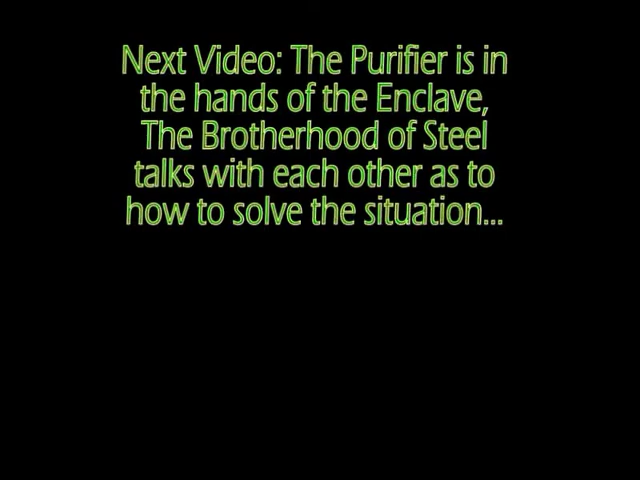 Next Video: The Purifier is in
the hands of the Enclave,
The Brotherhood of Steel
talks with each other as to
how to solve the situation...